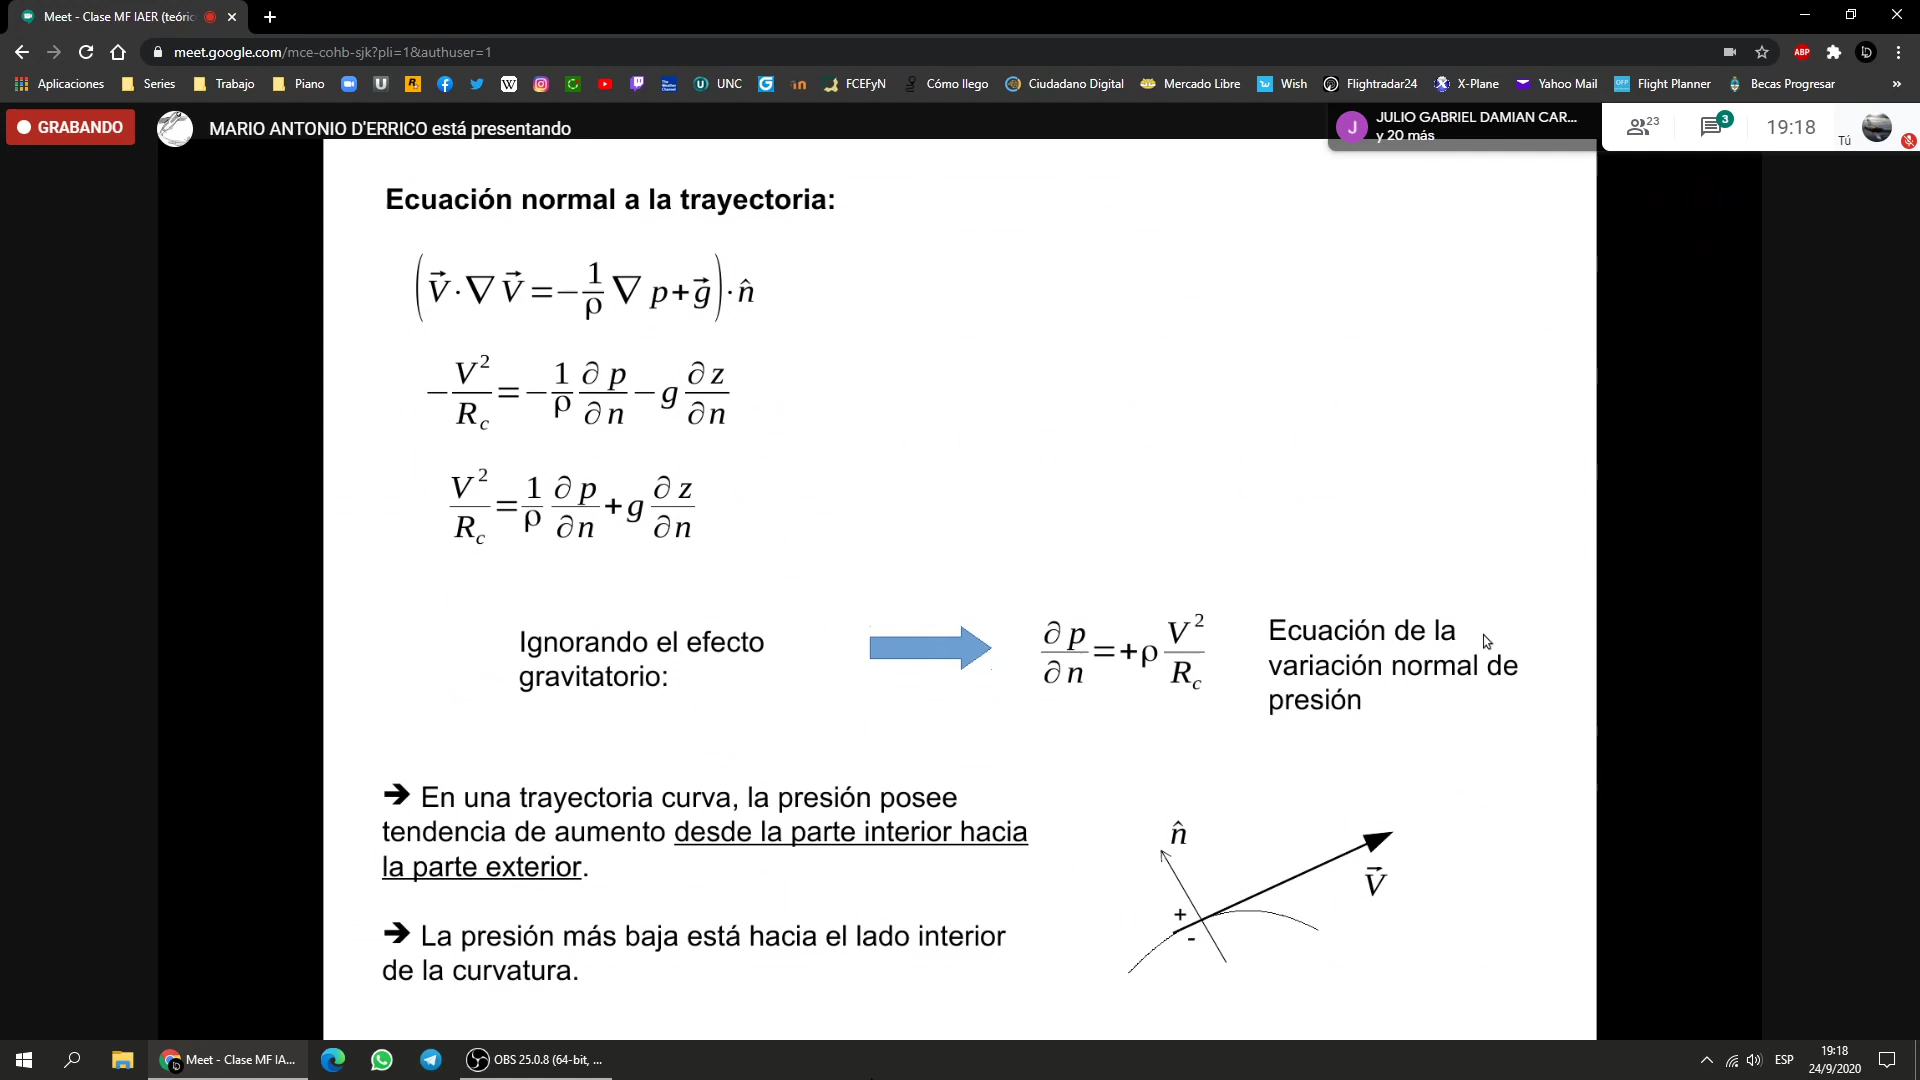 Meet - Clase MF IAER (teóric
meet.google.com/mce-cohb-sjk?pli=1&authuser=1
ABP
Aplicaciones Series Trabajo Piano UNC FCEFyN Cómo llego Ciudadano Digital Mercado Libre Wish Flightradar24 X-Plane Yahoo Mail Flight Planner Becas Progresar »
GRABANDO
MARIO ANTONIO D'ERRICO está presentando
J
JULIO GABRIEL DAMIAN CAR...
y 20 más
23
3
19:18
Tú
Ecuación normal a la trayectoria:
(V⃗·∇V⃗=−1/ρ ∇p+g⃗)·n̂
−V²/R_c=−1/ρ ∂p/∂n−g ∂z/∂n
V²/R_c=1/ρ ∂p/∂n+g ∂z/∂n
Ignorando el efecto
gravitatorio:
∂p/∂n=+ρ V²/R_c
Ecuación de la
variación normal de
presión
➔ En una trayectoria curva, la presión posee
tendencia de aumento desde la parte interior hacia
la parte exterior.
➔ La presión más baja está hacia el lado interior
de la curvatura.
n̂
V⃗
+
-
Meet - Clase MF IA...
OBS 25.0.8 (64-bit, ...
ESP
19:18
24/9/2020